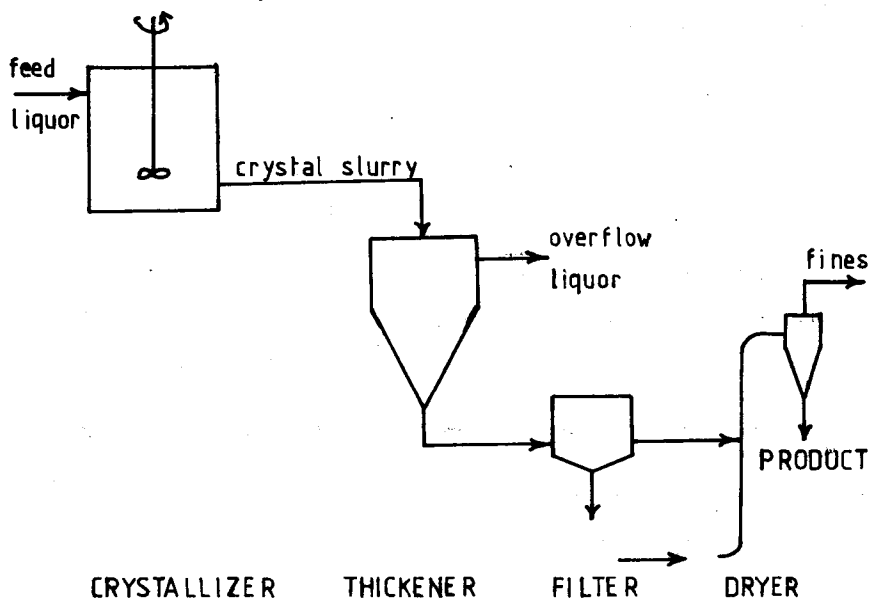 feed
liquor
crystal slurry
overflow
liquor
fines
PRODUCT
CRYSTALLIZER THICKENER FILTER DRYER